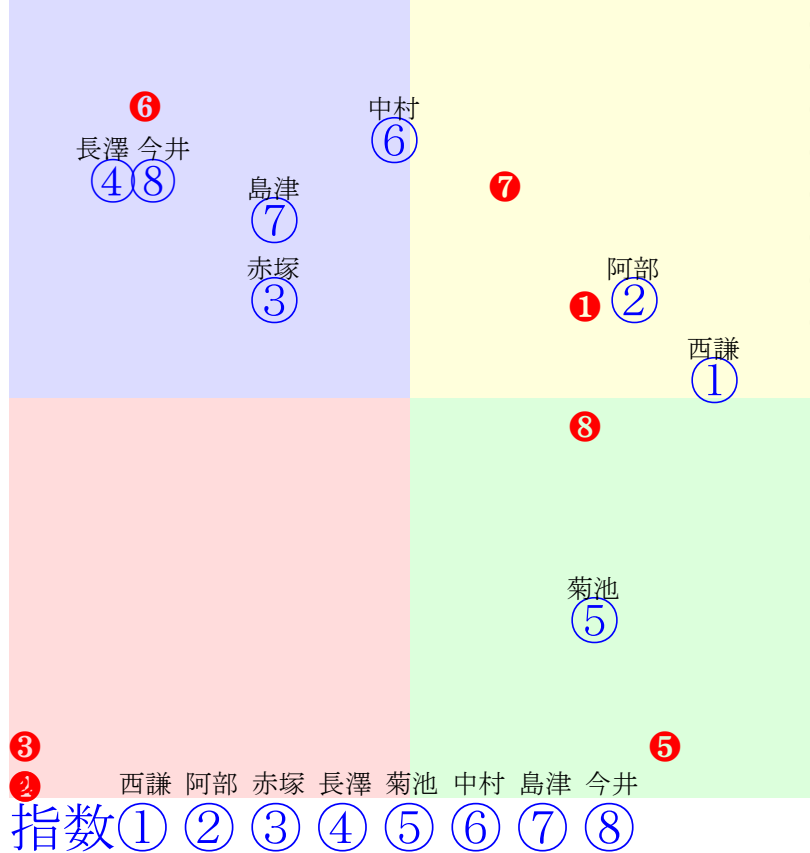 ❻
中村
⑥
長澤 今井
④⑧
島津
⑦
❼
赤塚
③
阿部
②
❶
西謙
①
❽
菊池
⑤
❸
❺
西謙 阿部 赤塚 長澤 菊池 中村 島津 今井
指数① ② ③ ④ ⑤ ⑥ ⑦ ⑧